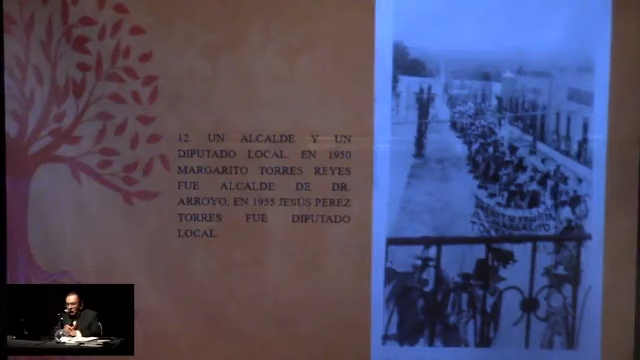 12. UN ALCALDE Y UN
DIPUTADO LOCAL. EN 1950
MARGARITO TORRES REYES
FUE ALCALDE DE DR.
ARROYO; EN 1955 JESÚS PÉREZ
TORRES FUE DIPUTADO
LOCAL.